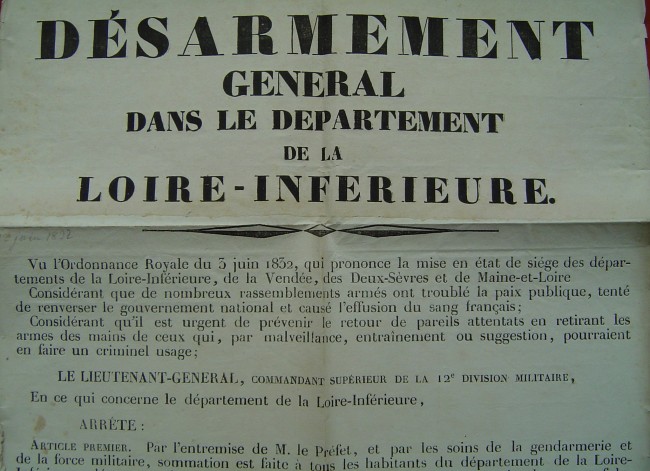 DÉSARMEMENT
GENERAL
DANS LE DEPARTEMENT
DE LA
LOIRE-INFERIEURE.
juin 1832
Vu l'Ordonnance Royale du 3 juin 1832, qui prononce la mise en état de siége des dépar-
tements de la Loire-Inférieure, de la Vendée, des Deux-Sèvres et de Maine-et-Loire
Considérant que de nombreux rassemblements armés ont troublé la paix publique, tenté
de renverser le gouvernement national et causé l'effusion du sang français;
Considérant qu'il est urgent de prévenir le retour de pareils attentats en retirant les
armes des mains de ceux qui, par malveillance, entraînement ou suggestion, pourraient
en faire un criminel usage;
LE LIEUTENANT-GENERAL, COMMANDANT SUPÉRIEUR DE LA 12e DIVISION MILITAIRE,
En ce qui concerne le département de la Loire-Inférieure,
ARRÊTE:
ARTICLE PREMIER. Par l'entremise de M. le Préfet, et par les soins de la gendarmerie et
de la force militaire, sommation est faite à tous les habitants du département de la Loire-